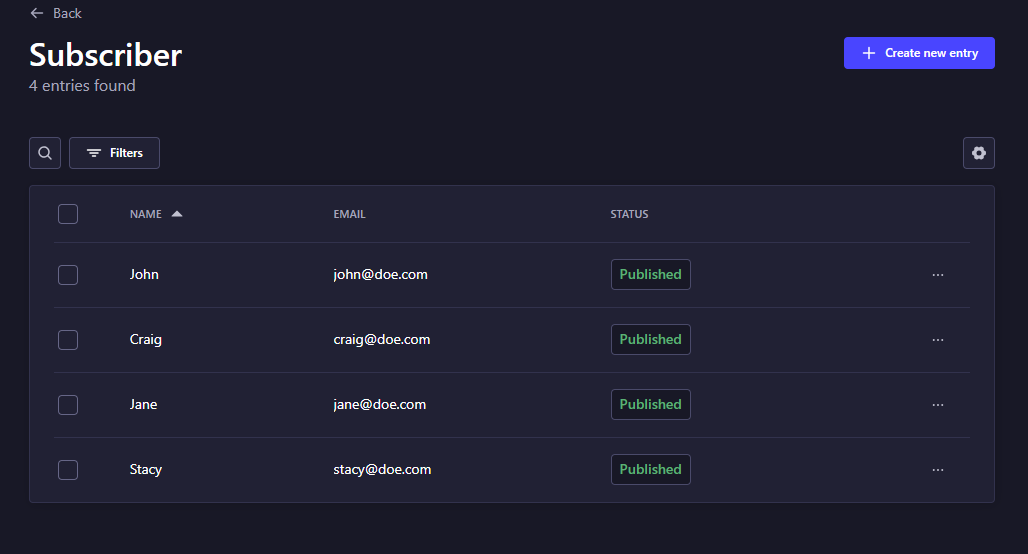 Back
Subscriber
Create new entry
4 entries found
Filters
NAME EMAIL STATUS
John john@doe.com Published
Craig craig@doe.com Published
Jane jane@doe.com Published
Stacy stacy@doe.com Published